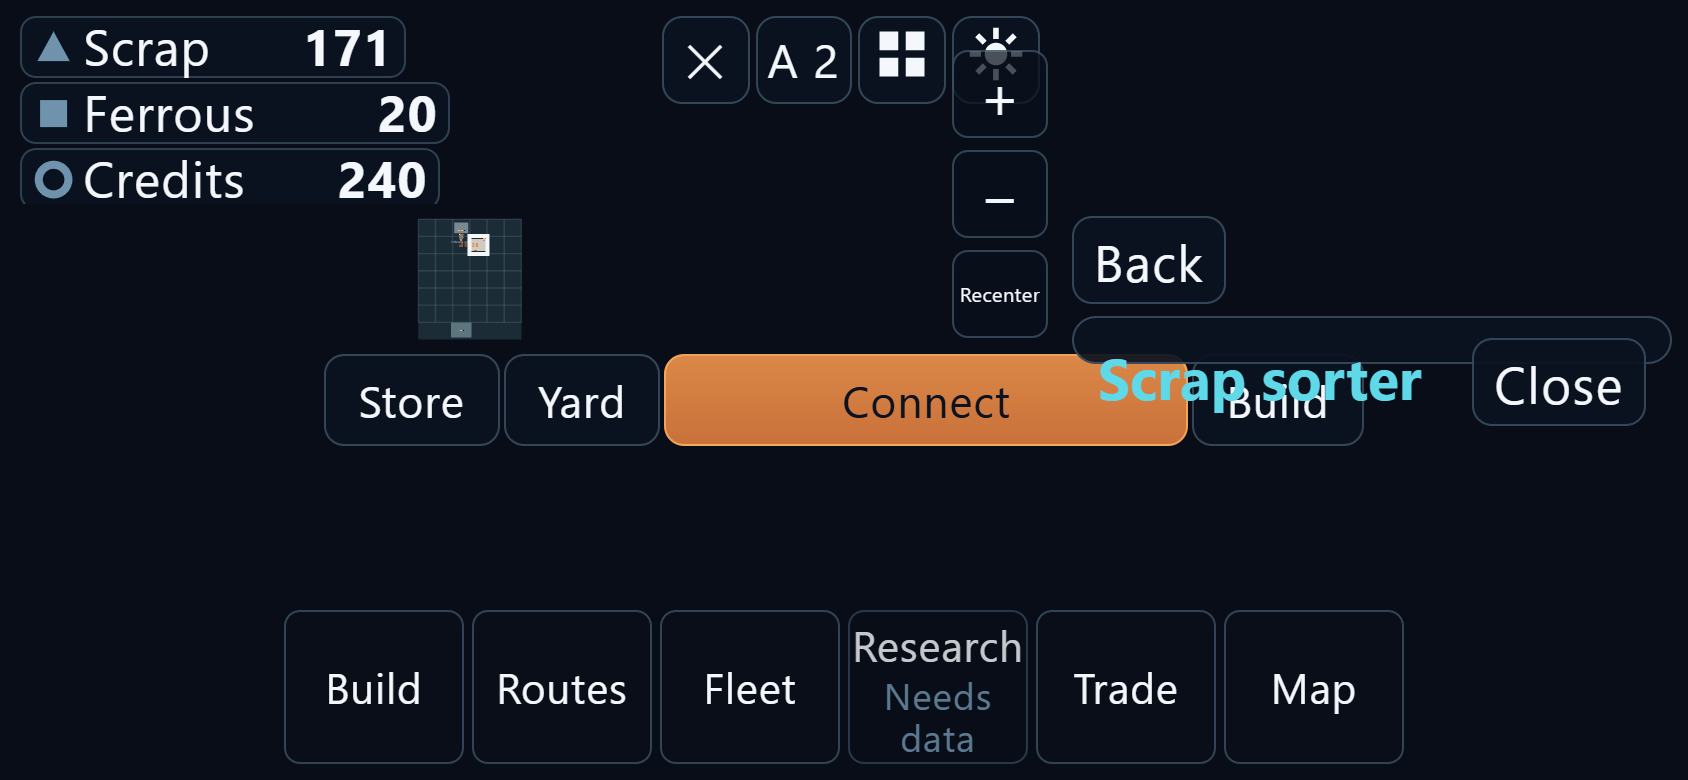 Scrap 171
Ferrous 20
Credits 240
A 2
+
−
Recenter
Back
Scrap sorter
Close
Store
Yard
Connect
Build
Build
Routes
Fleet
Research
Needs
data
Trade
Map